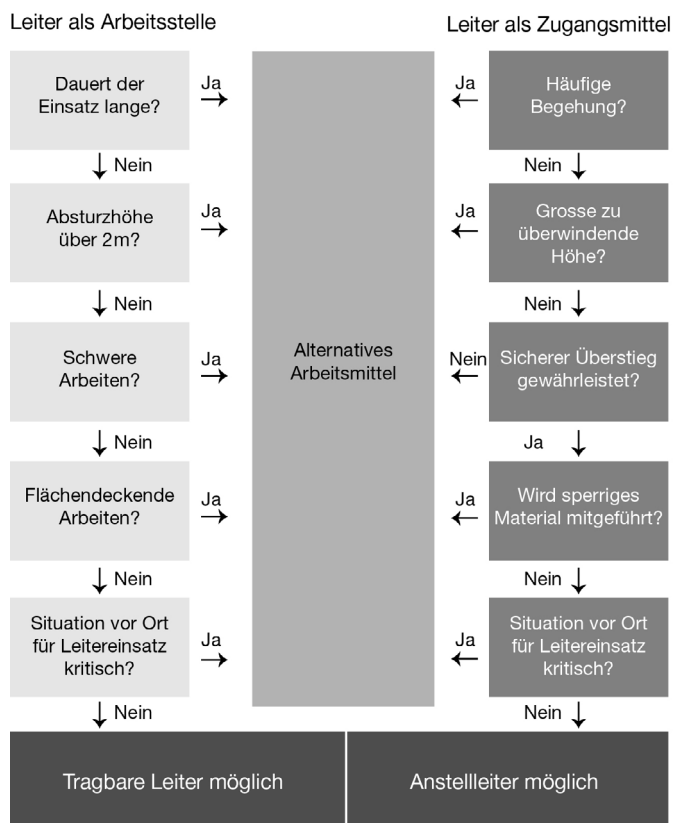 Leiter als Arbeitsstelle
Leiter als Zugangsmittel
Dauert der
Einsatz lange?
Ja
Ja
Häufige
Begehung?
Nein
Nein
Absturzhöhe
über 2m?
Ja
Ja
Grosse zu
überwindende
Höhe?
Nein
Nein
Schwere
Arbeiten?
Ja
Alternatives
Arbeitsmittel
Nein
Sicherer Überstieg
gewährleistet?
Nein
Ja
Flächendeckende
Arbeiten?
Ja
Ja
Wird sperriges
Material mitgeführt?
Nein
Nein
Situation vor Ort
für Leitereinsatz
kritisch?
Ja
Ja
Situation vor Ort
für Leitereinsatz
kritisch?
Nein
Nein
Tragbare Leiter möglich
Anstellleiter möglich